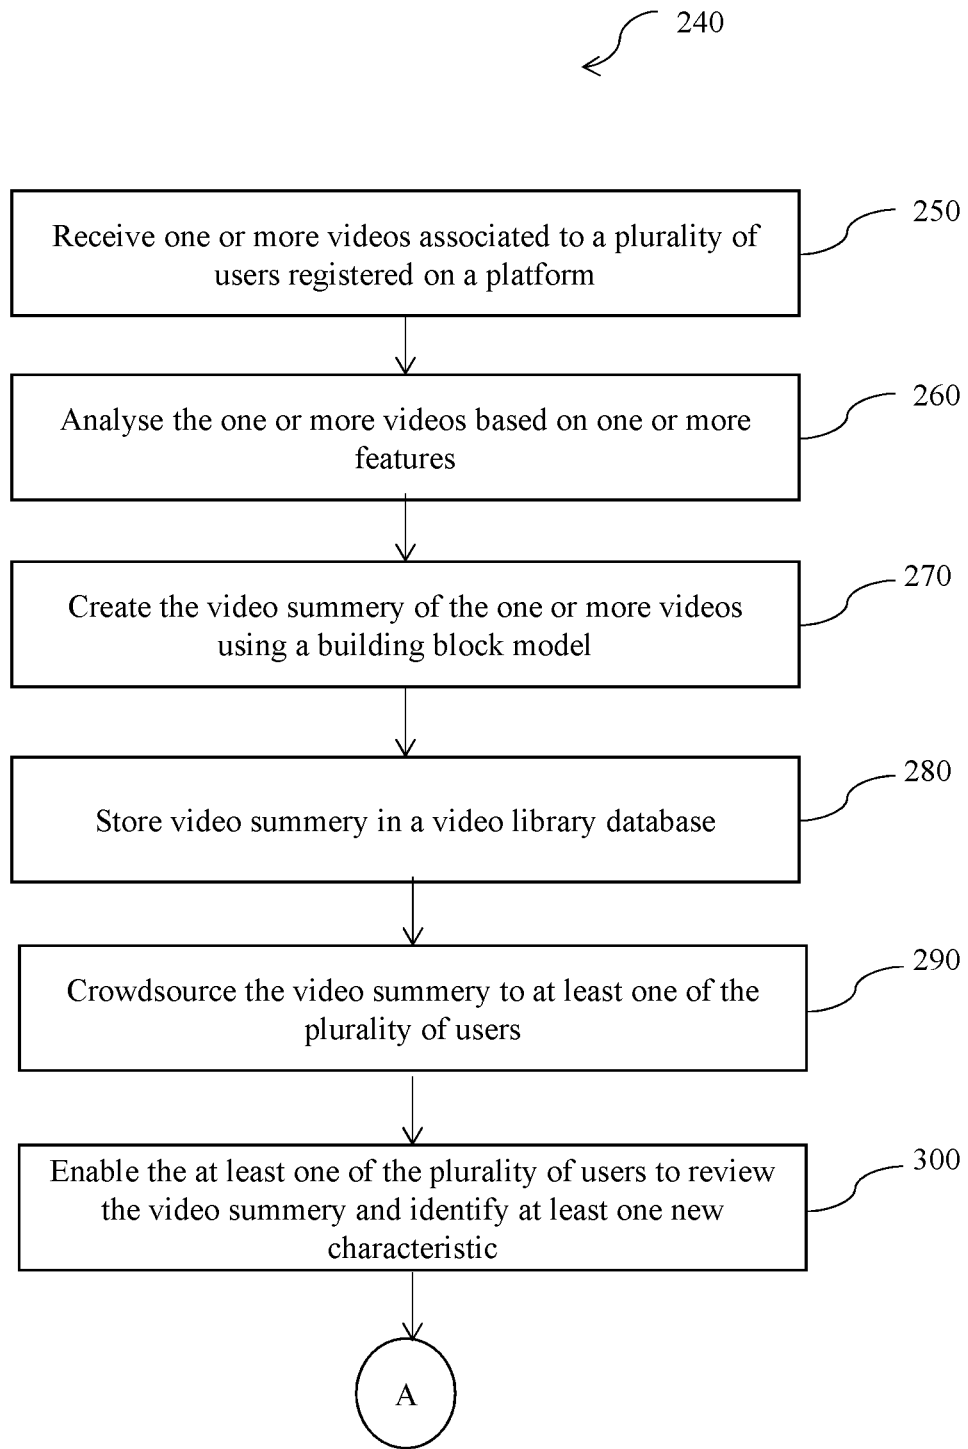 240
Receive one or more videos associated to a plurality of
users registered on a platform
250
Analyse the one or more videos based on one or more
features
260
Create the video summery of the one or more videos
using a building block model
270
Store video summery in a video library database
280
Crowdsource the video summery to at least one of the
plurality of users
290
Enable the at least one of the plurality of users to review
the video summery and identify at least one new
characteristic
300
A